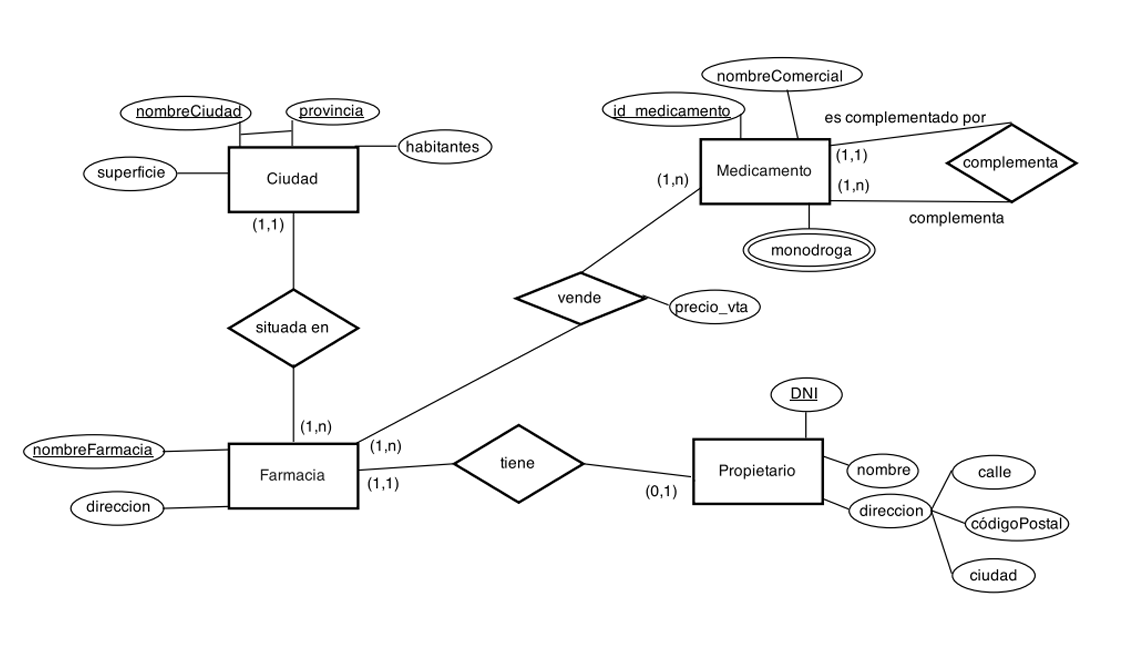 nombreComercial
nombreCiudad
provincia
id_medicamento
es complementado por
habitantes
(1,1)
complementa
superficie
Ciudad
Medicamento
(1,n)
(1,n)
(1,1)
complementa
monodroga
vende
precio_vta
situada en
DNI
(1,n)
(1,n)
nombreFarmacia
Farmacia
tiene
Propietario
nombre
calle
(1,1)
(0,1)
direccion
direccion
códigoPostal
ciudad